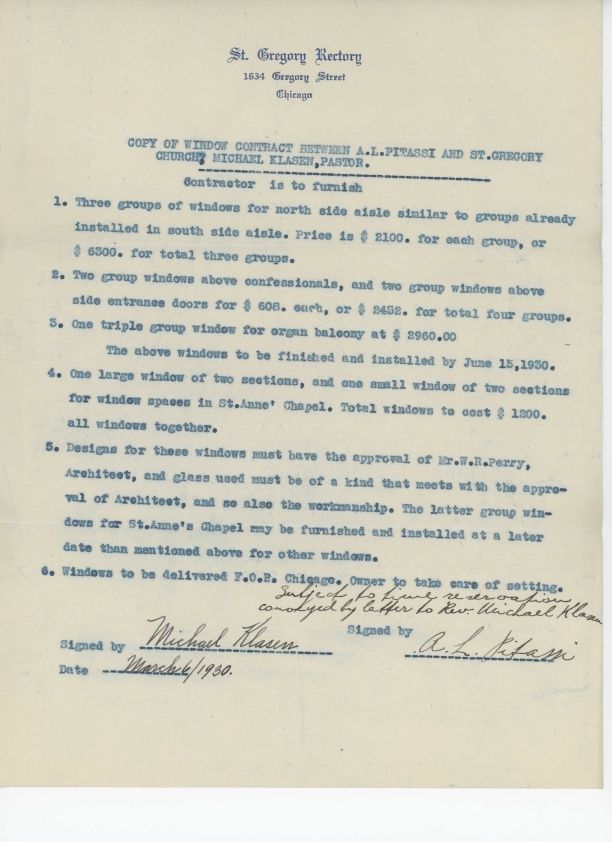 St. Gregory Rectory
1634 Gregory Street
Chicago
COPY OF WINDOW CONTRACT BETWEEN A.L.PITASSI AND ST.GREGORY
CHURCH, MICHAEL KLASEN,PASTOR.
Contractor is to furnish
1. Three groups of windows for north side aisle similar to groups already
installed in south side aisle. Price is $ 2100. for each group, or
$ 6300. for total three groups.
2. Two group windows above confessionals, and two group windows above
side entrance doors for $ 608. each, or $ 2432. for total four groups.
3. One triple group window for organ balcony at $ 2960.00
The above windows to be finished and installed by June 15,1930.
4. One large window of two sections, and one small window of two sections
for window spaces in St.Anne' Chapel. Total windows to cost $ 1200.
all windows together.
5. Designs for these windows must have the approval of Mr.W.R.Perry,
Architect, and glass used must be of a kind that meets with the appro-
val of Architect, and so also the workmanship. The latter group win-
dows for St.Anne's Chapel may be furnished and installed at a later
date than mentioned above for other windows.
6. Windows to be delivered F.O.B. Chicago. Owner to take care of setting.
Subject to time reservation
conveyed by letter to Rev. Michael Klasen
Signed by Michael Klasen Signed by A. L. Pitassi
Date March 6/1930.